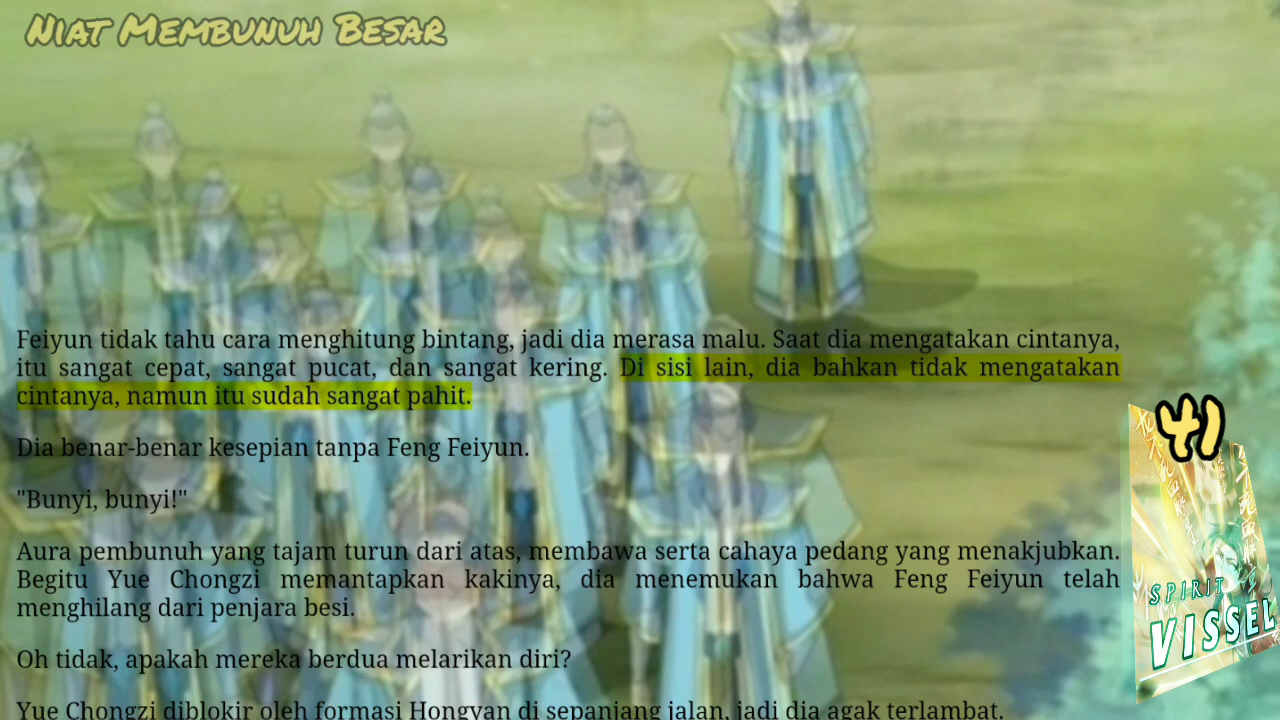 Niat Membunuh Besar
Feiyun tidak tahu cara menghitung bintang, jadi dia merasa malu. Saat dia mengatakan cintanya,
itu sangat cepat, sangat pucat, dan sangat kering. Di sisi lain, dia bahkan tidak mengatakan
cintanya, namun itu sudah sangat pahit.
Dia benar-benar kesepian tanpa Feng Feiyun.
"Bunyi, bunyi!"
Aura pembunuh yang tajam turun dari atas, membawa serta cahaya pedang yang menakjubkan.
Begitu Yue Chongzi memantapkan kakinya, dia menemukan bahwa Feng Feiyun telah
menghilang dari penjara besi.
Oh tidak, apakah mereka berdua melarikan diri?
Yue Chongzi diblokir oleh formasi Hongyan di sepanjang jalan, jadi dia agak terlambat.
41
SPIRIT
VISSEL